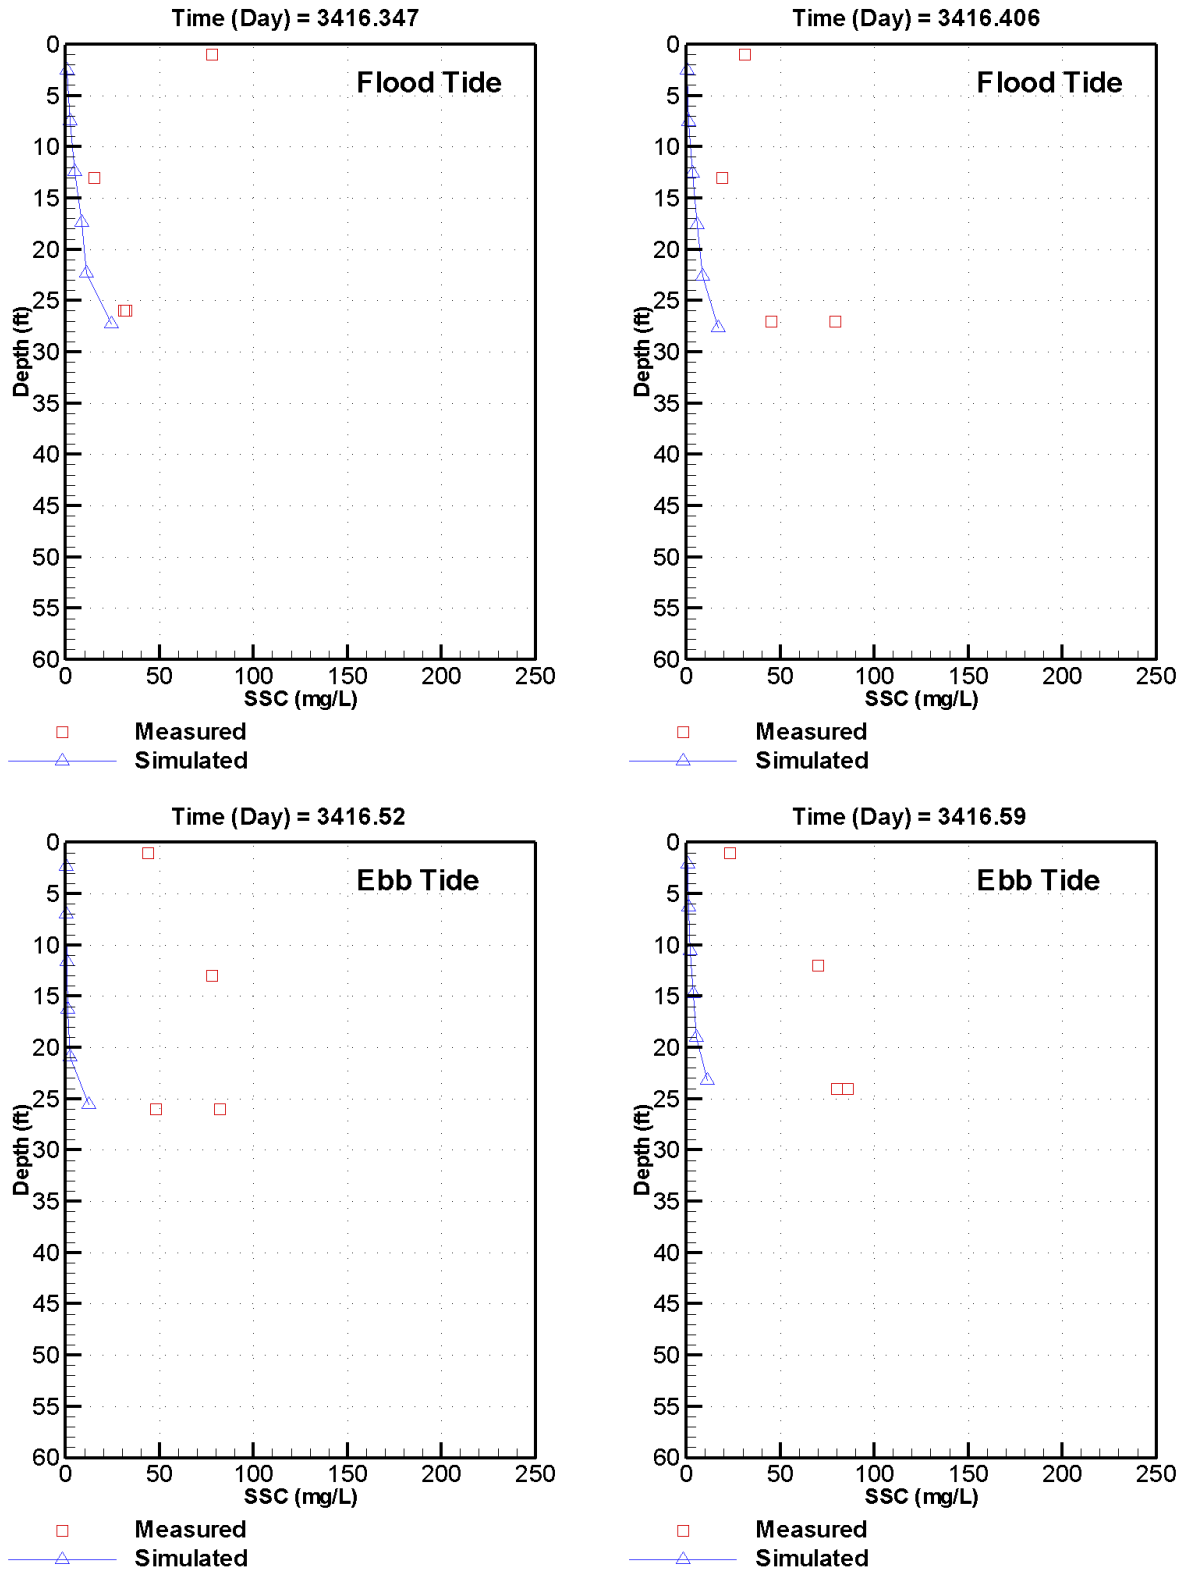 Time (Day) = 3416.347
Flood Tide
0
5
10
15
20
25
30
35
40
45
50
55
60
Depth (ft)
0 50 100 150 200 250
SSC (mg/L)
Measured
Simulated
Time (Day) = 3416.406
Flood Tide
0
5
10
15
20
25
30
35
40
45
50
55
60
Depth (ft)
0 50 100 150 200 250
SSC (mg/L)
Measured
Simulated
Time (Day) = 3416.52
Ebb Tide
0
5
10
15
20
25
30
35
40
45
50
55
60
Depth (ft)
0 50 100 150 200 250
SSC (mg/L)
Measured
Simulated
Time (Day) = 3416.59
Ebb Tide
0
5
10
15
20
25
30
35
40
45
50
55
60
Depth (ft)
0 50 100 150 200 250
SSC (mg/L)
Measured
Simulated